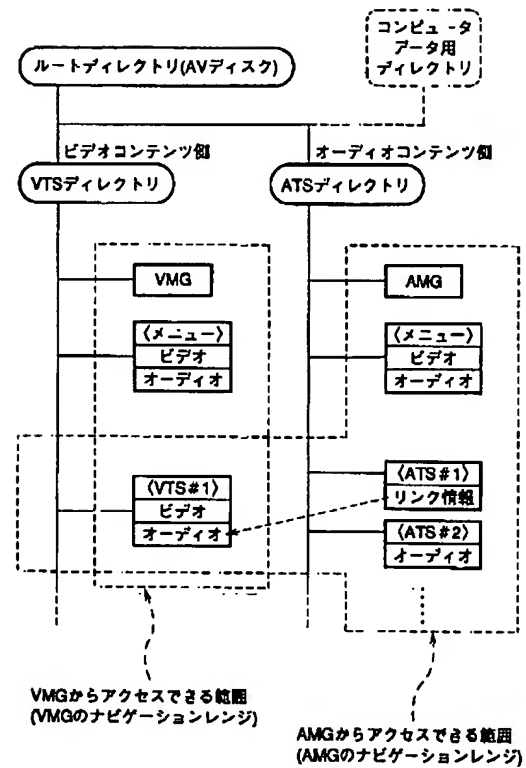 コンピュ-タ
アータ用
ディレクトリ
ルートディレクトリ(AVディスク)
ビデオコンテンツ側
オーディオコンテンツ側
VTSディレクトリ
ATSディレクトリ
VMG
AMG
〈メニュー〉
ビデオ
オーディオ
〈メニュー〉
ビデオ
オーディオ
〈VTS#1〉
ビデオ
オーディオ
〈ATS#1〉
リンク情報
〈ATS#2〉
オーディオ
VMGからアクセスできる範囲
(VMGのナビゲーションレンジ)
AMGからアクセスできる範囲
(AMGのナビゲーションレンジ)